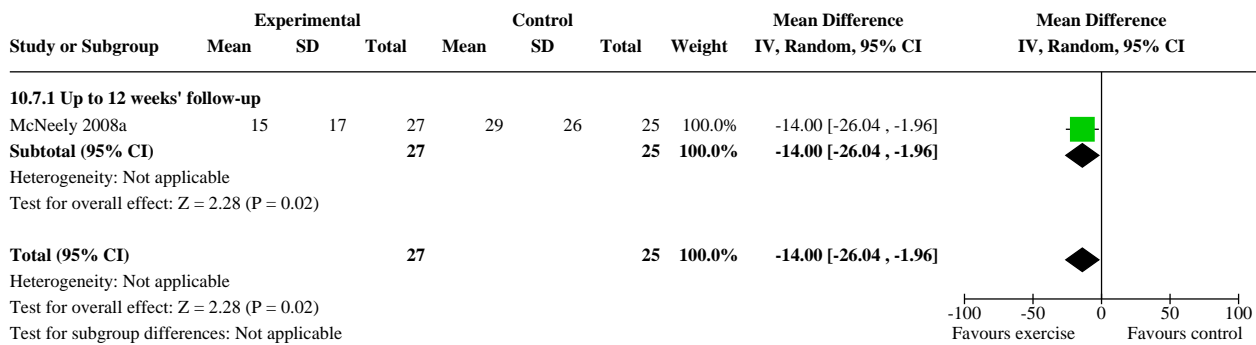 Experimental Control Mean Difference Mean Difference
Study or Subgroup Mean SD Total Mean SD Total Weight IV, Random, 95% CI IV, Random, 95% CI
10.7.1 Up to 12 weeks' follow-up
McNeely 2008a 15 17 27 29 26 25 100.0% -14.00 [-26.04 , -1.96]
Subtotal (95% CI) 27 25 100.0% -14.00 [-26.04 , -1.96]
Heterogeneity: Not applicable
Test for overall effect: Z = 2.28 (P = 0.02)
Total (95% CI) 27 25 100.0% -14.00 [-26.04 , -1.96]
Heterogeneity: Not applicable
Test for overall effect: Z = 2.28 (P = 0.02)
Test for subgroup differences: Not applicable
-100 -50 0 50 100
Favours exercise Favours control